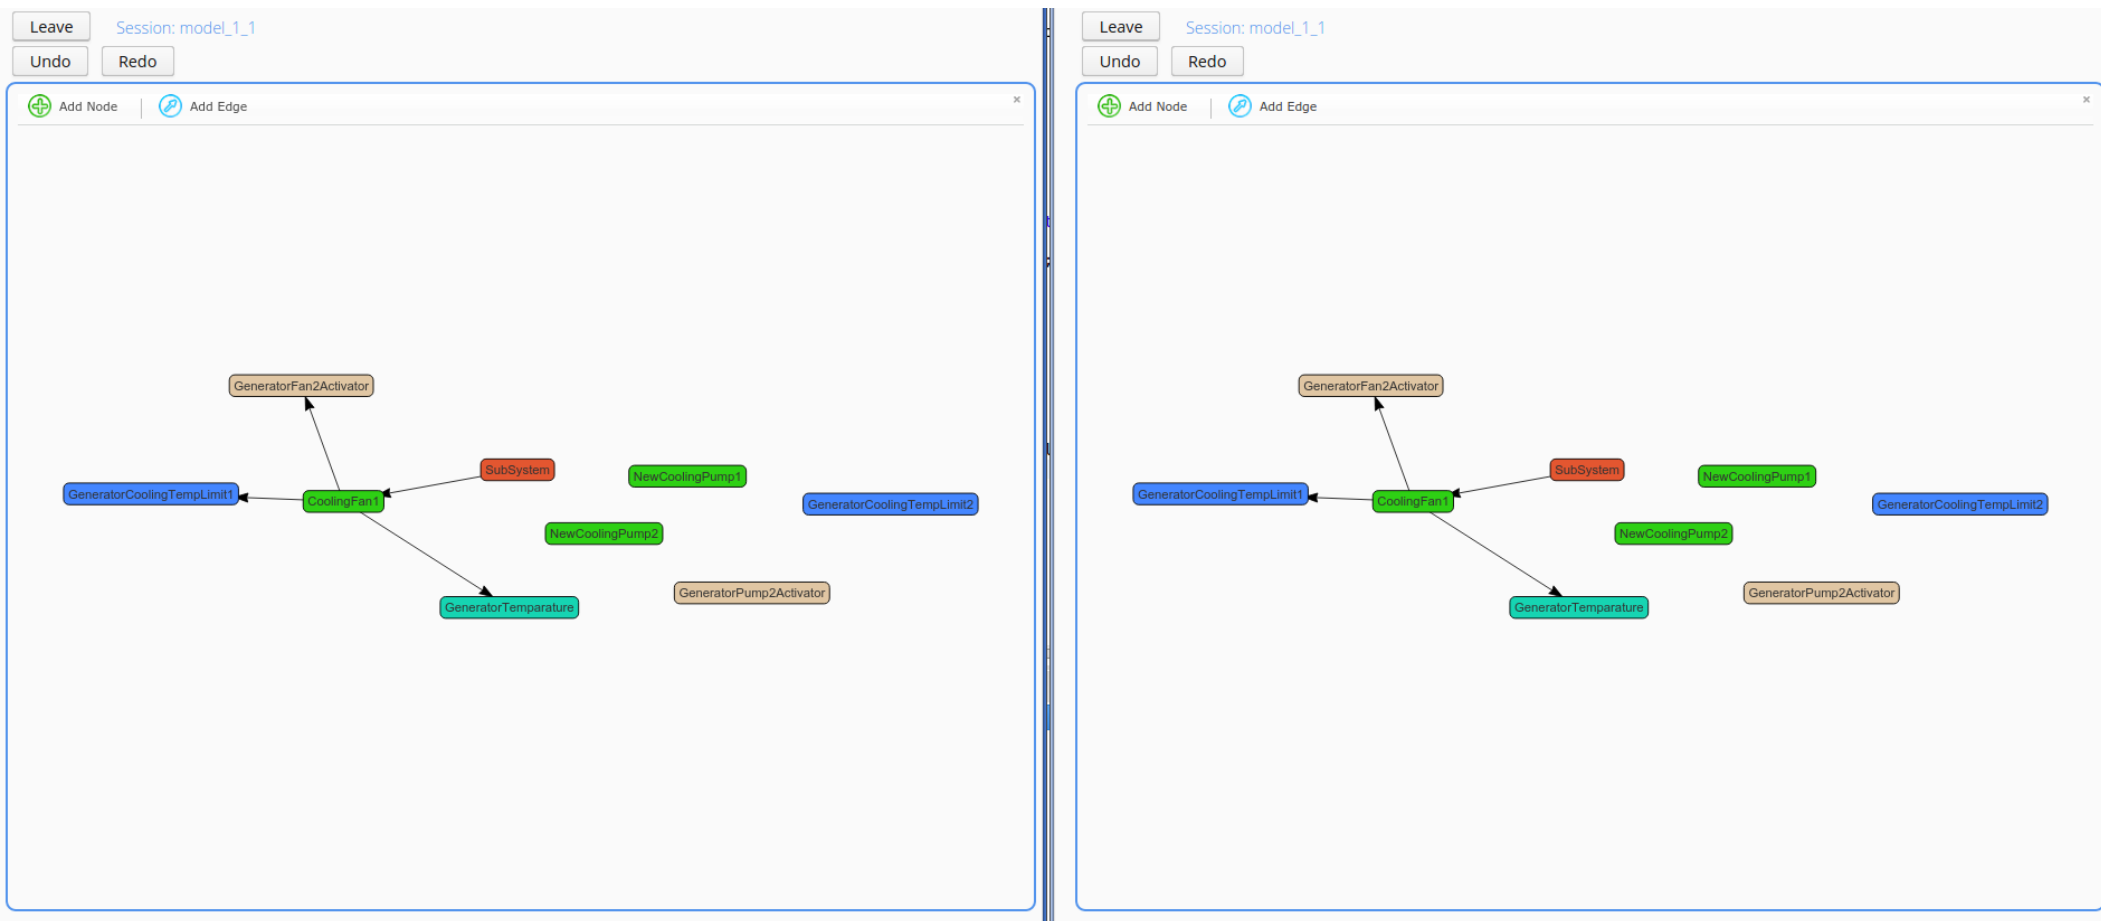 Leave Session: model_1_1
Undo Redo
Add Node Add Edge ×
GeneratorFan2Activator
SubSystem
NewCoolingPump1
GeneratorCoolingTempLimit1
CoolingFan1
GeneratorCoolingTempLimit2
NewCoolingPump2
GeneratorPump2Activator
GeneratorTemparature
Leave Session: model_1_1
Undo Redo
Add Node Add Edge ×
GeneratorFan2Activator
SubSystem
NewCoolingPump1
GeneratorCoolingTempLimit1
CoolingFan1
GeneratorCoolingTempLimit2
NewCoolingPump2
GeneratorPump2Activator
GeneratorTemparature